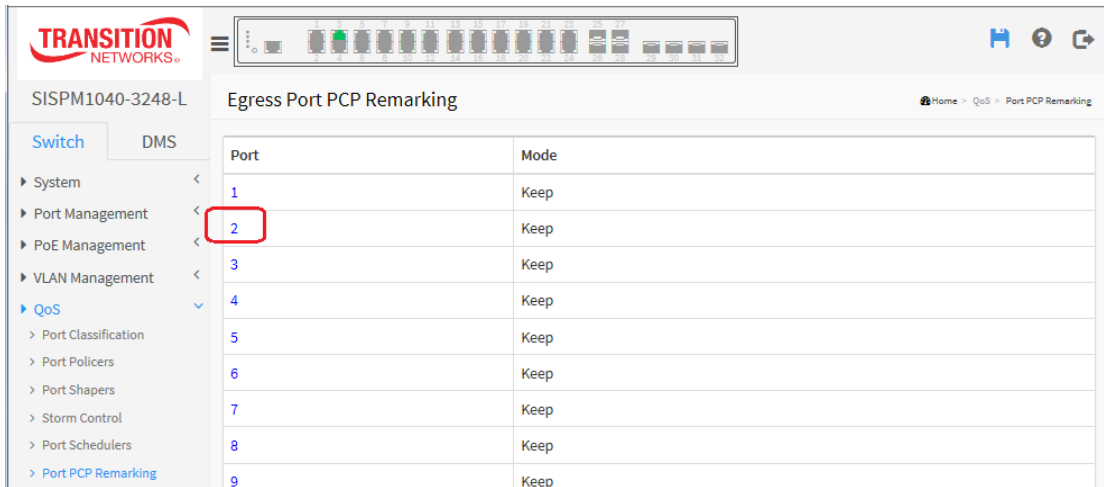 TRANSITION
NETWORKS®
1 3 5 7 9 11 13 15 17 19 21 23 25 27
2 4 6 8 10 12 14 16 18 20 22 24 26 28 29 30 31 32
SISPM1040-3248-L
Egress Port PCP Remarking
Home > QoS > Port PCP Remarking
Switch DMS
System
Port Management
PoE Management
VLAN Management
QoS
> Port Classification
> Port Policers
> Port Shapers
> Storm Control
> Port Schedulers
> Port PCP Remarking
Port Mode
1 Keep
2 Keep
3 Keep
4 Keep
5 Keep
6 Keep
7 Keep
8 Keep
9 Keep